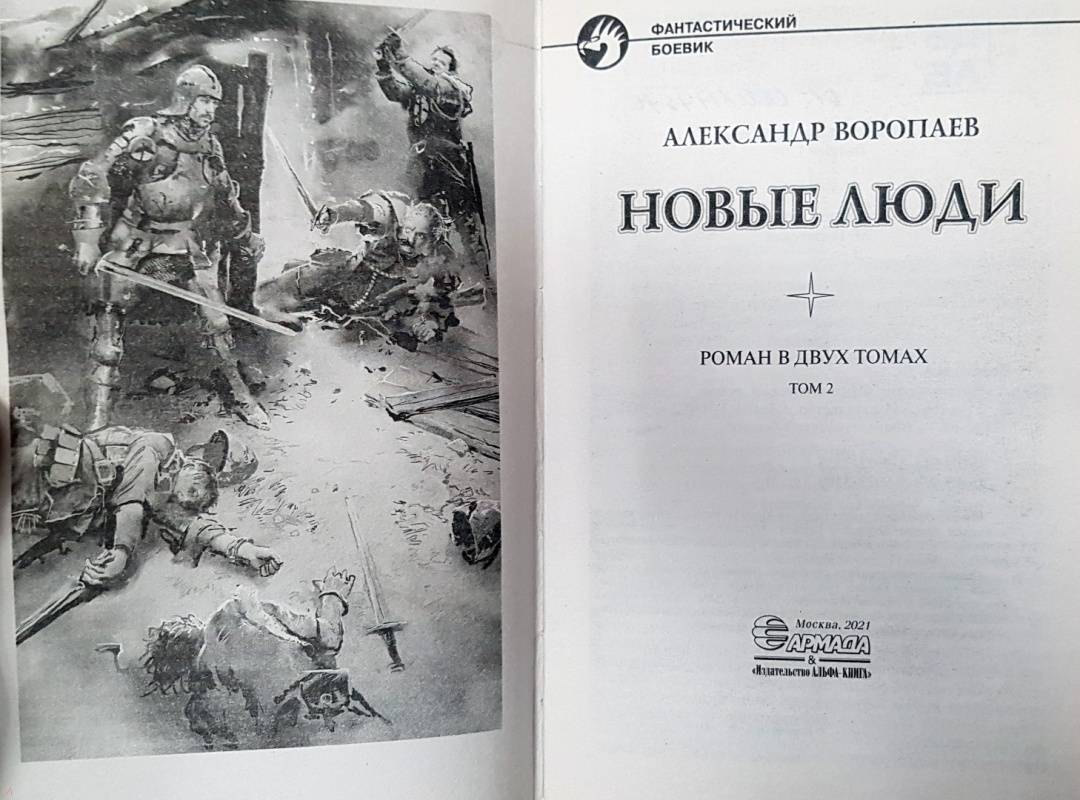 ФАНТАСТИЧЕСКИЙ
БОЕВИК
АЛЕКСАНДР ВОРОПАЕВ
НОВЫЕ ЛЮДИ
РОМАН В ДВУХ ТОМАХ
ТОМ 2
Москва, 2021
АРМАДА
&
«Издательство АЛЬФА-КНИГА»